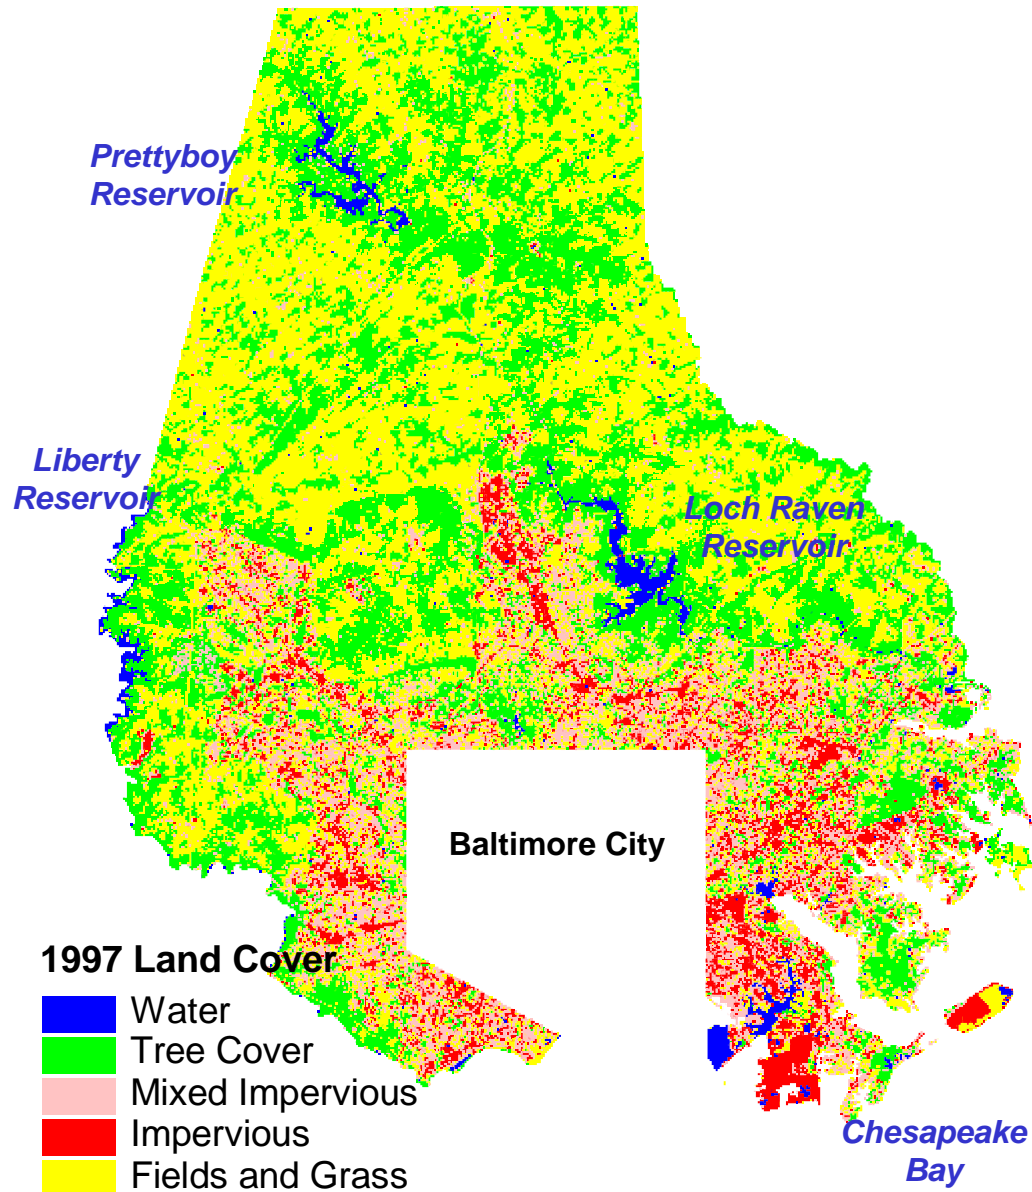 Prettyboy
Reservoir
Liberty
Reservoir
Loch Raven
Reservoir
Baltimore City
1997 Land Cover
Water
Tree Cover
Mixed Impervious
Impervious
Fields and Grass
Chesapeake
Bay